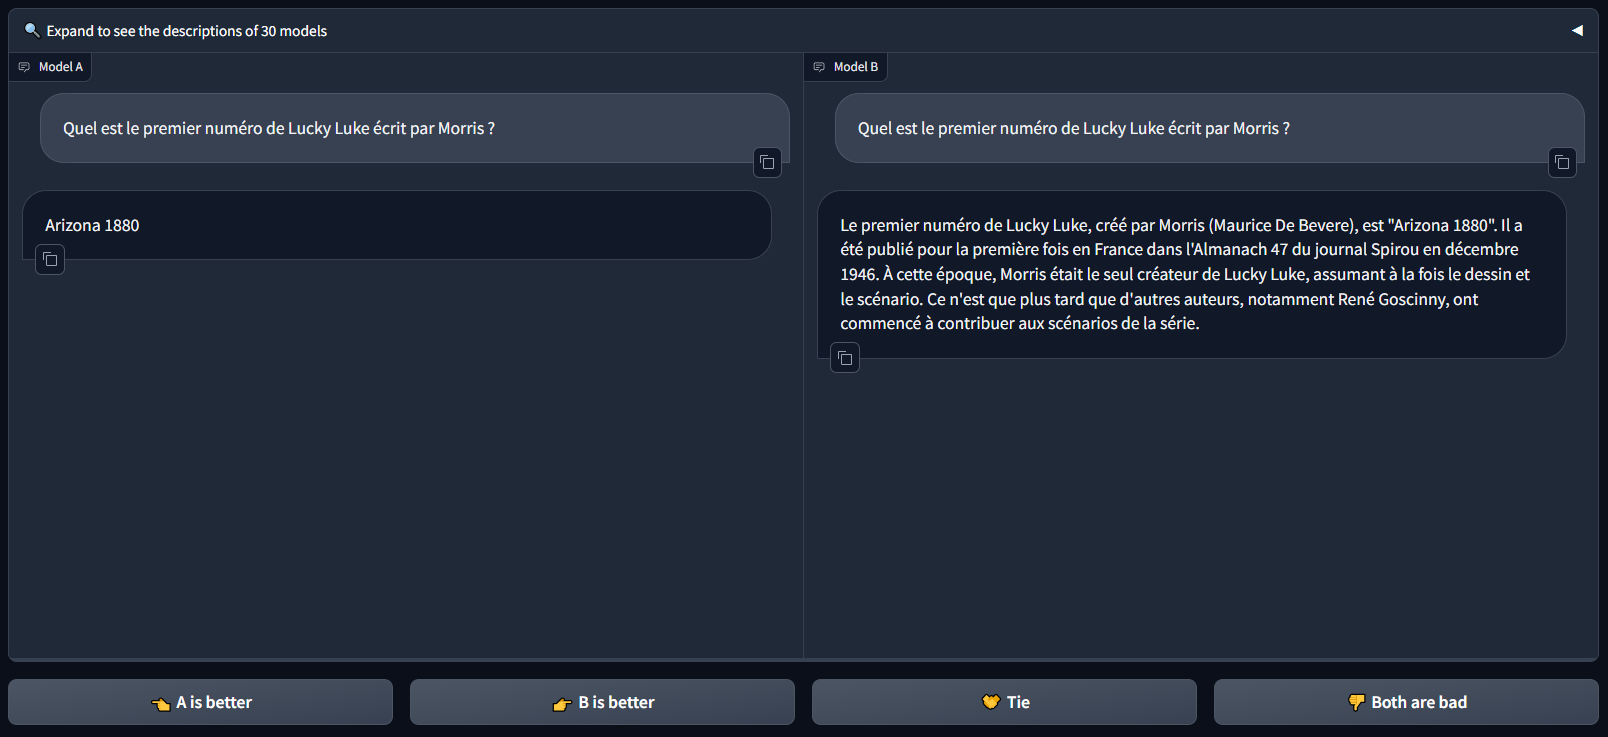 Expand to see the descriptions of 30 models
Model A
Quel est le premier numéro de Lucky Luke écrit par Morris ?
Arizona 1880
Model B
Quel est le premier numéro de Lucky Luke écrit par Morris ?
Le premier numéro de Lucky Luke, créé par Morris (Maurice De Bevere), est "Arizona 1880". Il a
été publié pour la première fois en France dans l'Almanach 47 du journal Spirou en décembre
1946. À cette époque, Morris était le seul créateur de Lucky Luke, assumant à la fois le dessin et
le scénario. Ce n'est que plus tard que d'autres auteurs, notamment René Goscinny, ont
commencé à contribuer aux scénarios de la série.
A is better
B is better
Tie
Both are bad